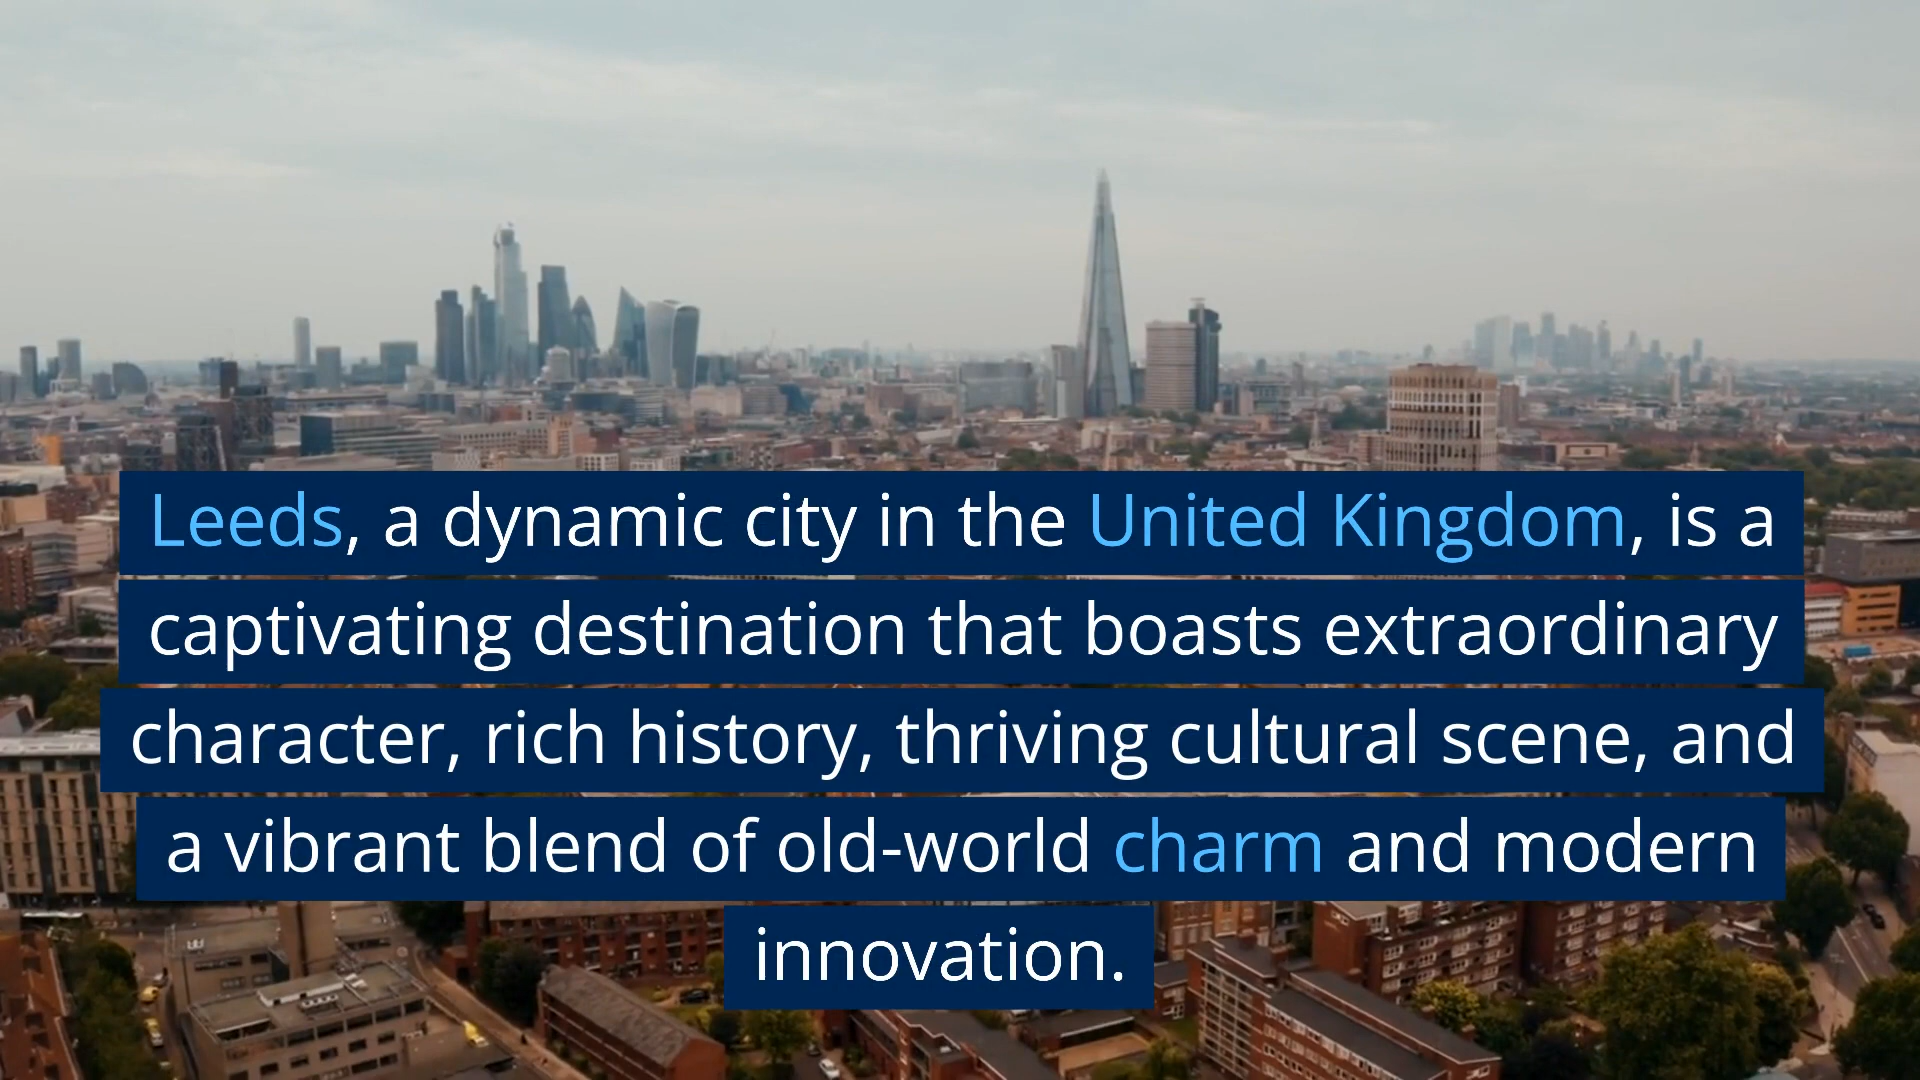 Leeds, a dynamic city in the United Kingdom, is a
captivating destination that boasts extraordinary
character, rich history, thriving cultural scene, and
a vibrant blend of old-world charm and modern
innovation.